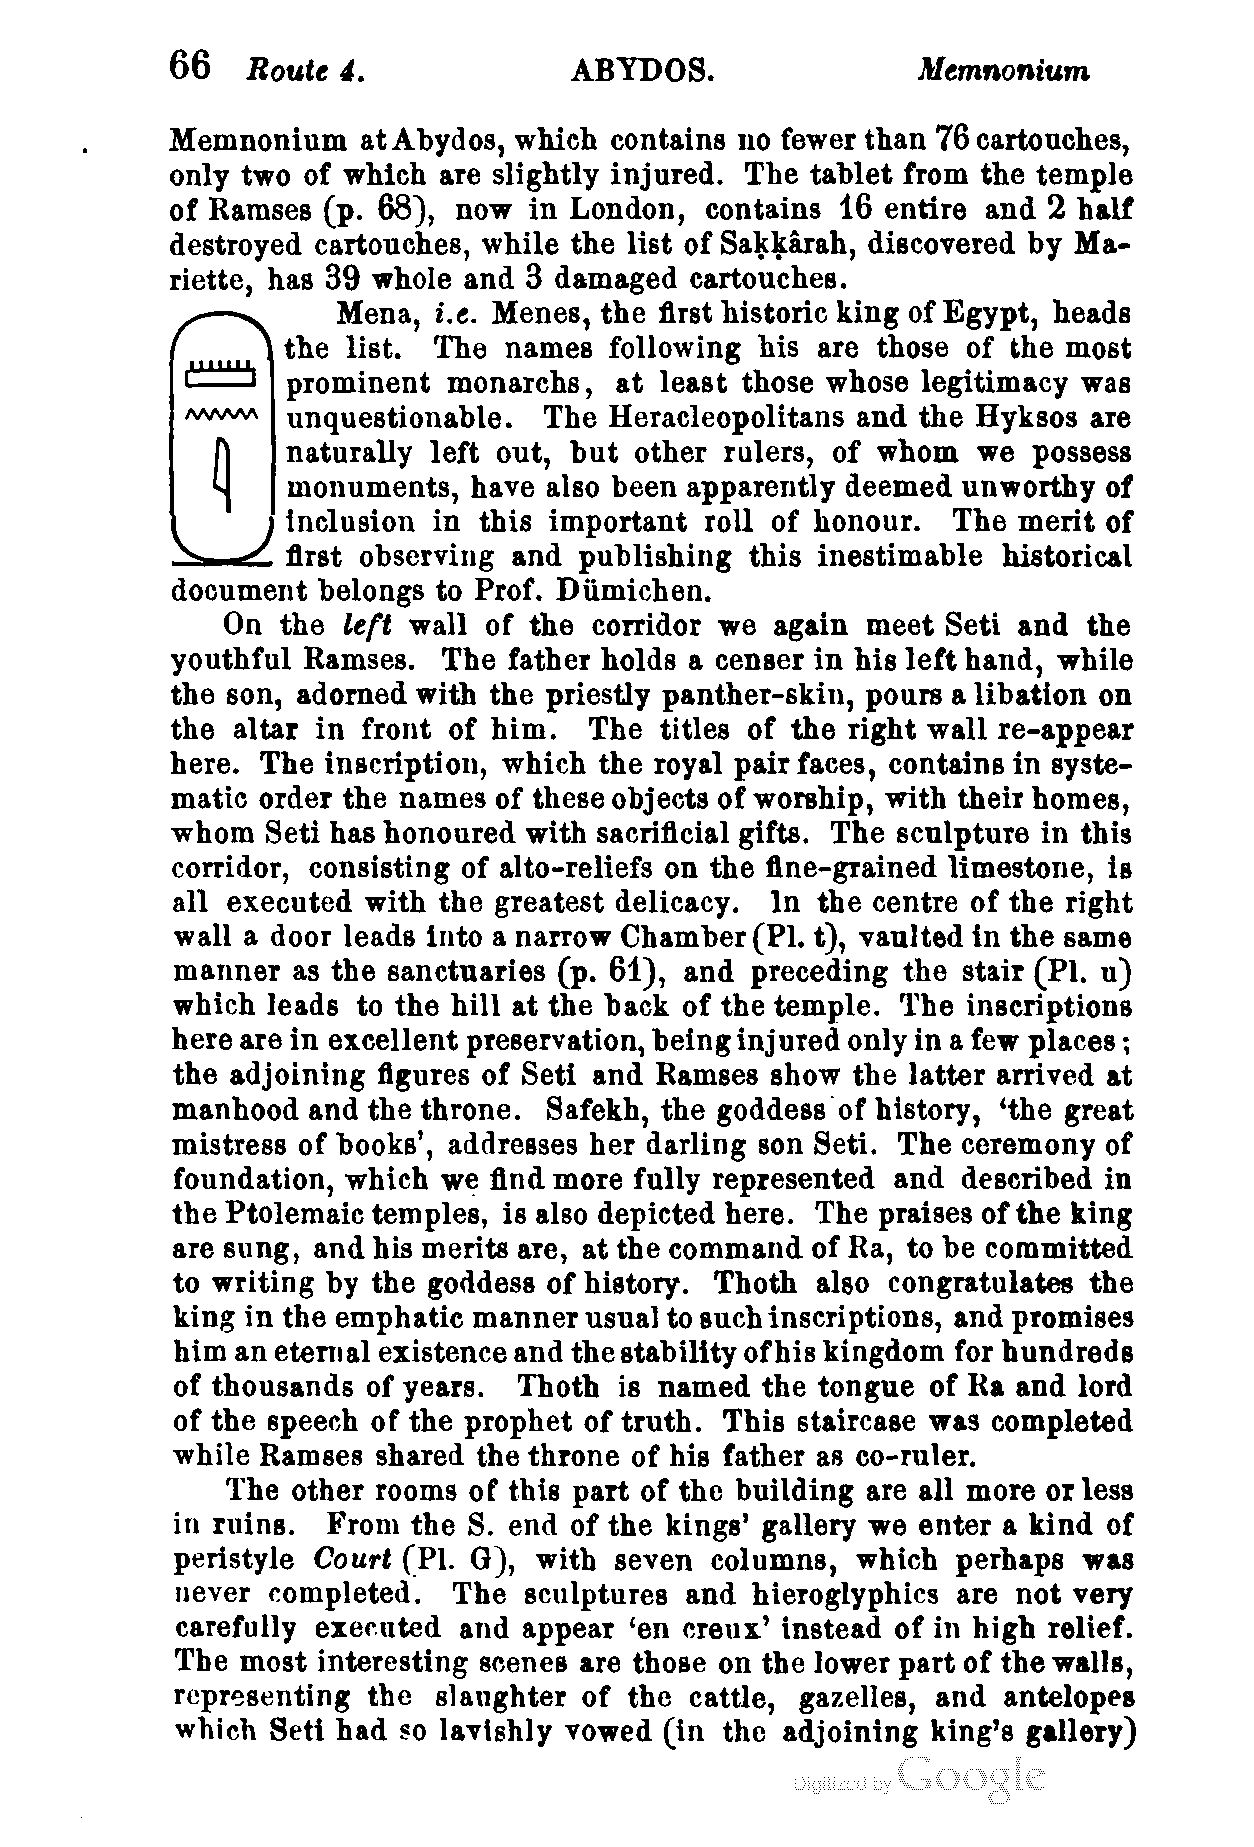 66 Route 4. ABYDOS. Memnonium
Memnonium at Abydos, which contains no fewer than 76 cartouches,
only two of which are slightly injured. The tablet from the temple
of Ramses (p. 68), now in London, contains 16 entire and 2 half
destroyed cartouches, while the list of Saḳḳârah, discovered by Ma-
riette, has 39 whole and 3 damaged cartouches.
Mena, i.e. Menes, the first historic king of Egypt, heads
the list. The names following his are those of the most
prominent monarchs, at least those whose legitimacy was
unquestionable. The Heracleopolitans and the Hyksos are
naturally left out, but other rulers, of whom we possess
monuments, have also been apparently deemed unworthy of
inclusion in this important roll of honour. The merit of
first observing and publishing this inestimable historical
document belongs to Prof. Dümichen.
On the left wall of the corridor we again meet Seti and the
youthful Ramses. The father holds a censer in his left hand, while
the son, adorned with the priestly panther-skin, pours a libation on
the altar in front of him. The titles of the right wall re-appear
here. The inscription, which the royal pair faces, contains in syste-
matic order the names of these objects of worship, with their homes,
whom Seti has honoured with sacrificial gifts. The sculpture in this
corridor, consisting of alto-reliefs on the fine-grained limestone, is
all executed with the greatest delicacy. In the centre of the right
wall a door leads into a narrow Chamber (Pl. t), vaulted in the same
manner as the sanctuaries (p. 61), and preceding the stair (Pl. u)
which leads to the hill at the back of the temple. The inscriptions
here are in excellent preservation, being injured only in a few places;
the adjoining figures of Seti and Ramses show the latter arrived at
manhood and the throne. Safekh, the goddess of history, ‘the great
mistress of books’, addresses her darling son Seti. The ceremony of
foundation, which we find more fully represented and described in
the Ptolemaic temples, is also depicted here. The praises of the king
are sung, and his merits are, at the command of Ra, to be committed
to writing by the goddess of history. Thoth also congratulates the
king in the emphatic manner usual to such inscriptions, and promises
him an eternal existence and the stability of his kingdom for hundreds
of thousands of years. Thoth is named the tongue of Ra and lord
of the speech of the prophet of truth. This staircase was completed
while Ramses shared the throne of his father as co-ruler.
The other rooms of this part of the building are all more or less
in ruins. From the S. end of the kings’ gallery we enter a kind of
peristyle Court (Pl. G), with seven columns, which perhaps was
never completed. The sculptures and hieroglyphics are not very
carefully executed and appear ‘en creux’ instead of in high relief.
The most interesting scenes are those on the lower part of the walls,
representing the slaughter of the cattle, gazelles, and antelopes
which Seti had so lavishly vowed (in the adjoining king’s gallery)
Digitized by Google